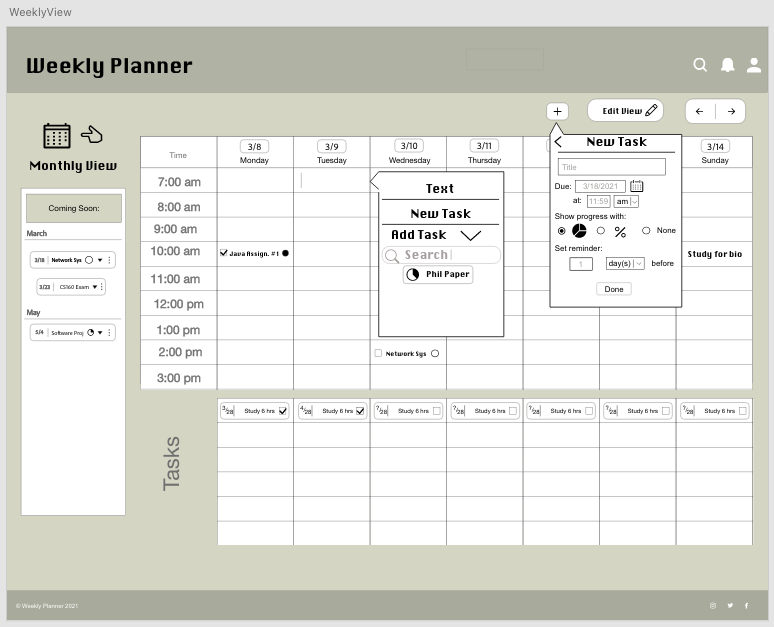 WeeklyView
Weekly Planner
Edit View
Monthly View
Coming Soon:
March
3/18 Network Sys
3/23 CS160 Exam
May
5/4 Software Proj
Time
3/8
Monday
3/9
Tuesday
3/10
Wednesday
3/11
Thursday
3/14
Sunday
7:00 am
8:00 am
9:00 am
10:00 am
11:00 am
12:00 pm
1:00 pm
2:00 pm
3:00 pm
Java Assign. #1
Text
New Task
Add Task
Search
Phil Paper
Network Sys
New Task
Title
Due: 3/18/2021
at: 11:59 am
Show progress with:
% None
Set reminder:
1 day(s) before
Done
Study for bio
Tasks
3/28 Study 6 hrs
4/28 Study 6 hrs
?/28 Study 6 hrs
?/28 Study 6 hrs
?/28 Study 6 hrs
?/28 Study 6 hrs
?/28 Study 6 hrs
© Weekly Planner 2021